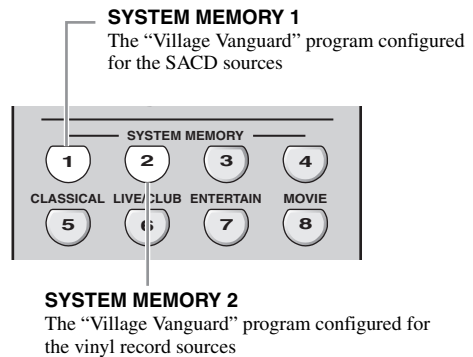 SYSTEM MEMORY 1
The “Village Vanguard” program configured
for the SACD sources
SYSTEM MEMORY
1 2 3 4
CLASSICAL LIVE/CLUB ENTERTAIN MOVIE
5 6 7 8
SYSTEM MEMORY 2
The “Village Vanguard” program configured for
the vinyl record sources